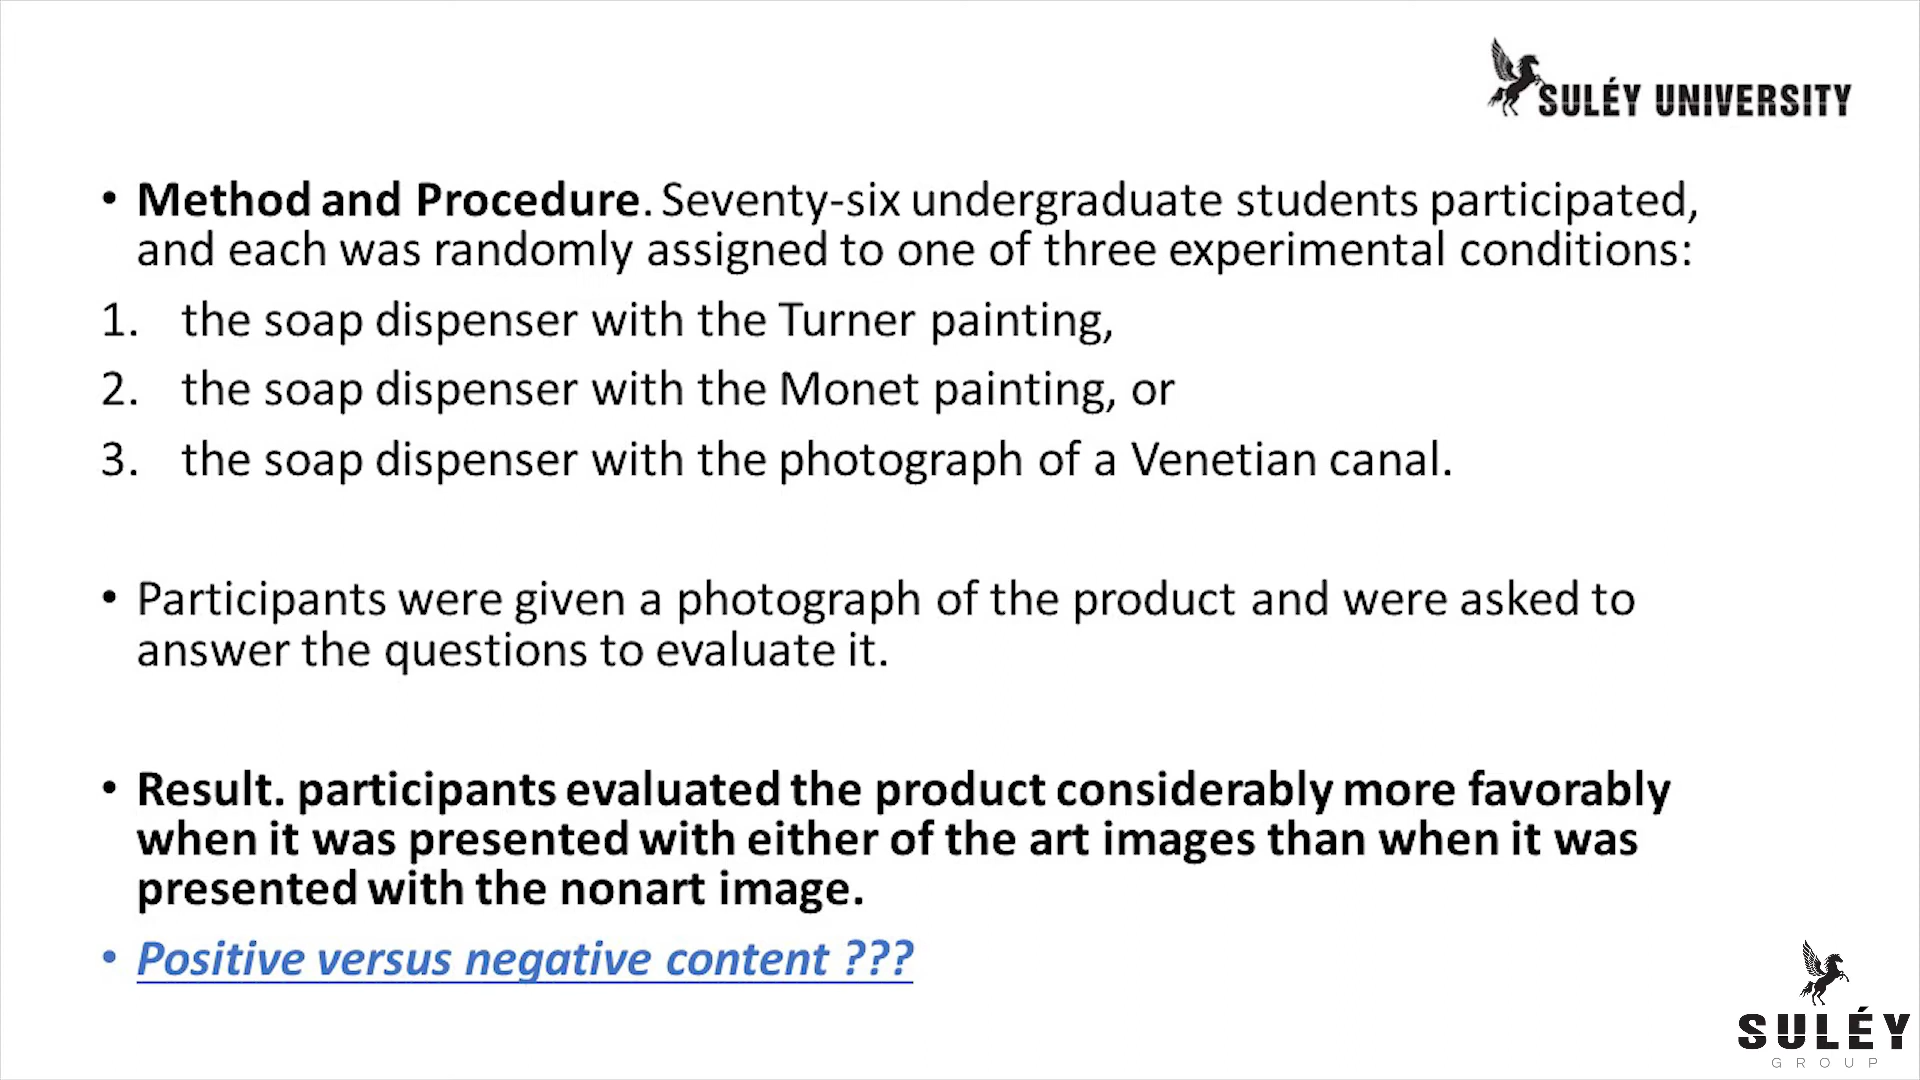 SULÉY UNIVERSITY
• Method and Procedure. Seventy-six undergraduate students participated,
and each was randomly assigned to one of three experimental conditions:
1. the soap dispenser with the Turner painting,
2. the soap dispenser with the Monet painting, or
3. the soap dispenser with the photograph of a Venetian canal.
• Participants were given a photograph of the product and were asked to
answer the questions to evaluate it.
• Result. participants evaluated the product considerably more favorably
when it was presented with either of the art images than when it was
presented with the nonart image.
• Positive versus negative content ???
SULÉY
GROUP